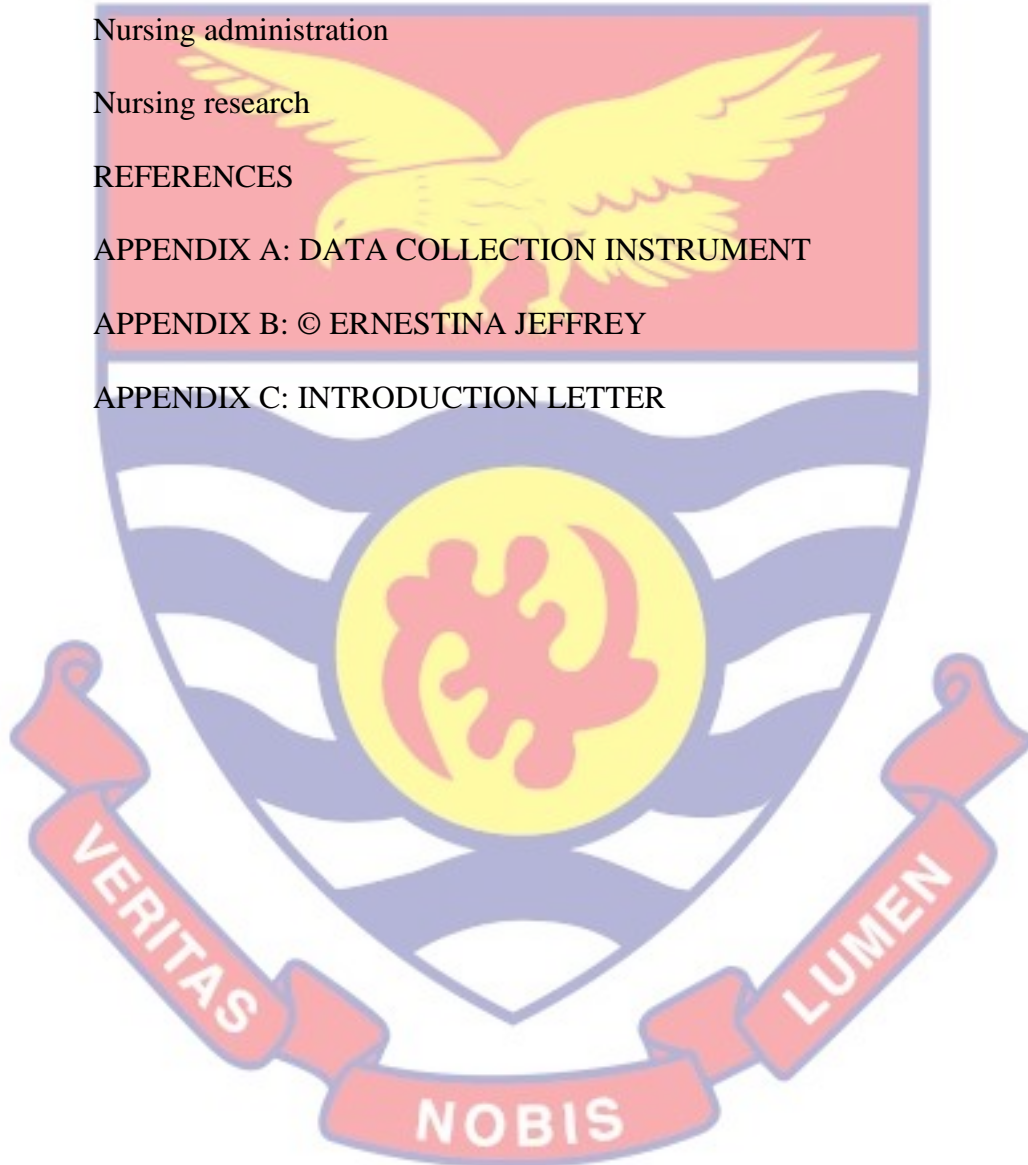 Nursing administration
Nursing research
REFERENCES
APPENDIX A: DATA COLLECTION INSTRUMENT
APPENDIX B: © ERNESTINA JEFFREY
APPENDIX C: INTRODUCTION LETTER
VERITAS
NOBIS
LUMEN